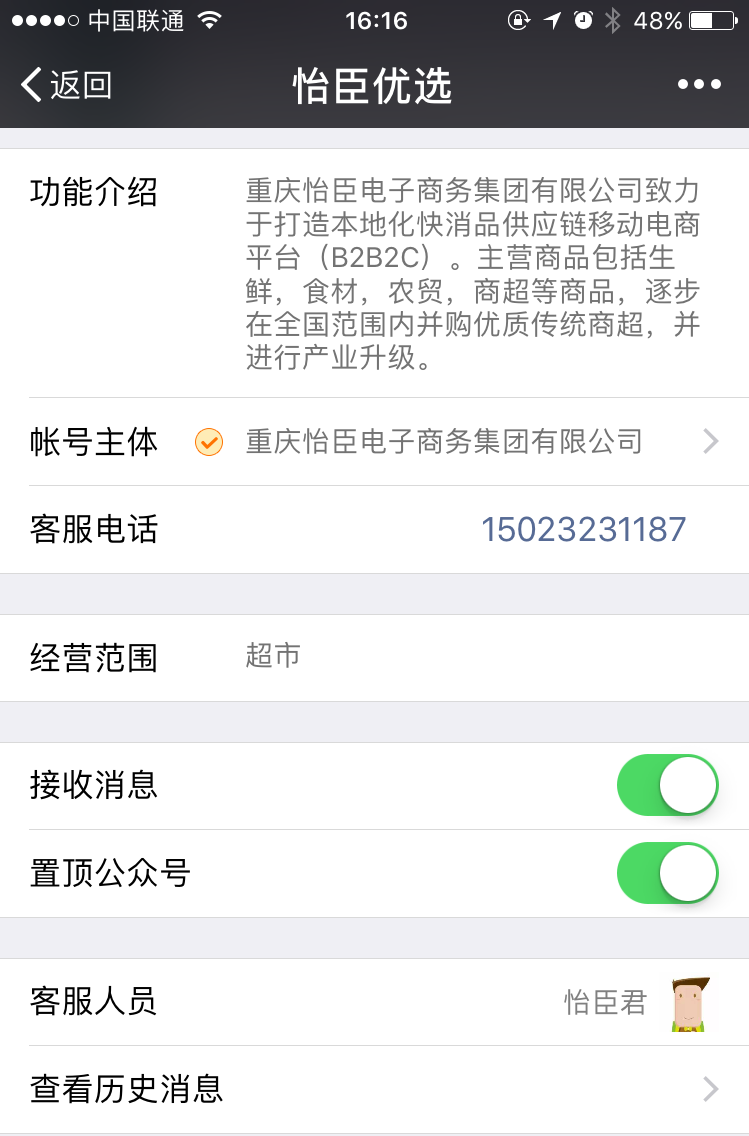 中国联通 16:16 48%
返回 怡臣优选
功能介绍 重庆怡臣电子商务集团有限公司致力
于打造本地化快消品供应链移动电商
平台（B2B2C）。主营商品包括生
鲜，食材，农贸，商超等商品，逐步
在全国范围内并购优质传统商超，并
进行产业升级。
帐号主体 重庆怡臣电子商务集团有限公司
客服电话 15023231187
经营范围 超市
接收消息
置顶公众号
客服人员 怡臣君
查看历史消息